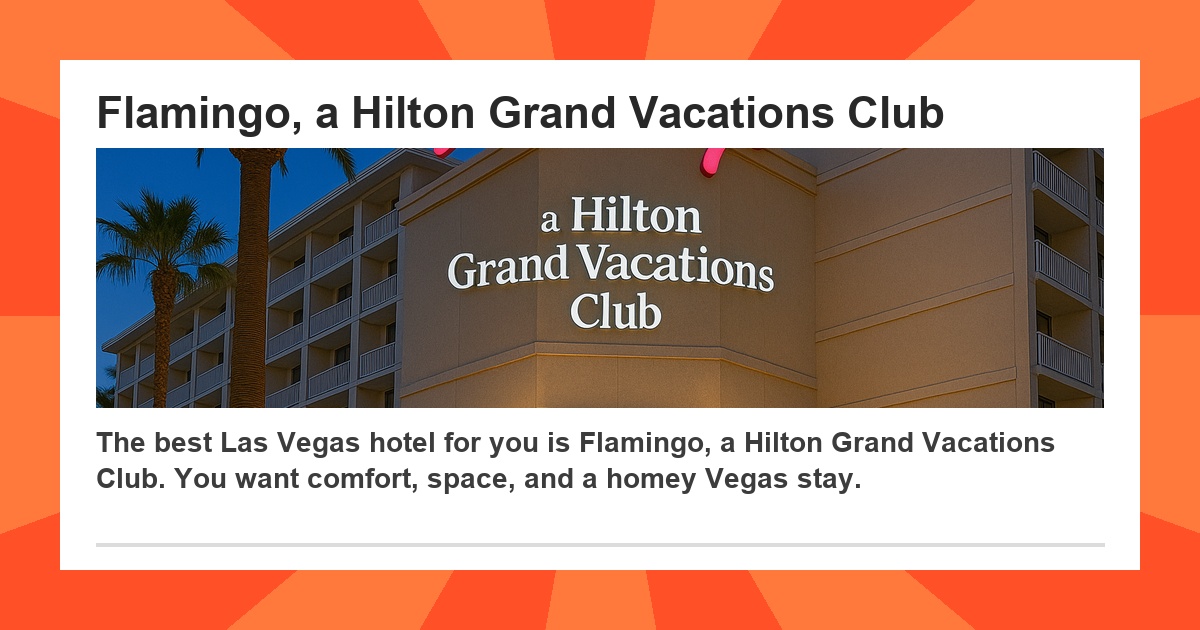 Flamingo, a Hilton Grand Vacations Club
a Hilton
Grand Vacations
Club
The best Las Vegas hotel for you is Flamingo, a Hilton Grand Vacations
Club. You want comfort, space, and a homey Vegas stay.